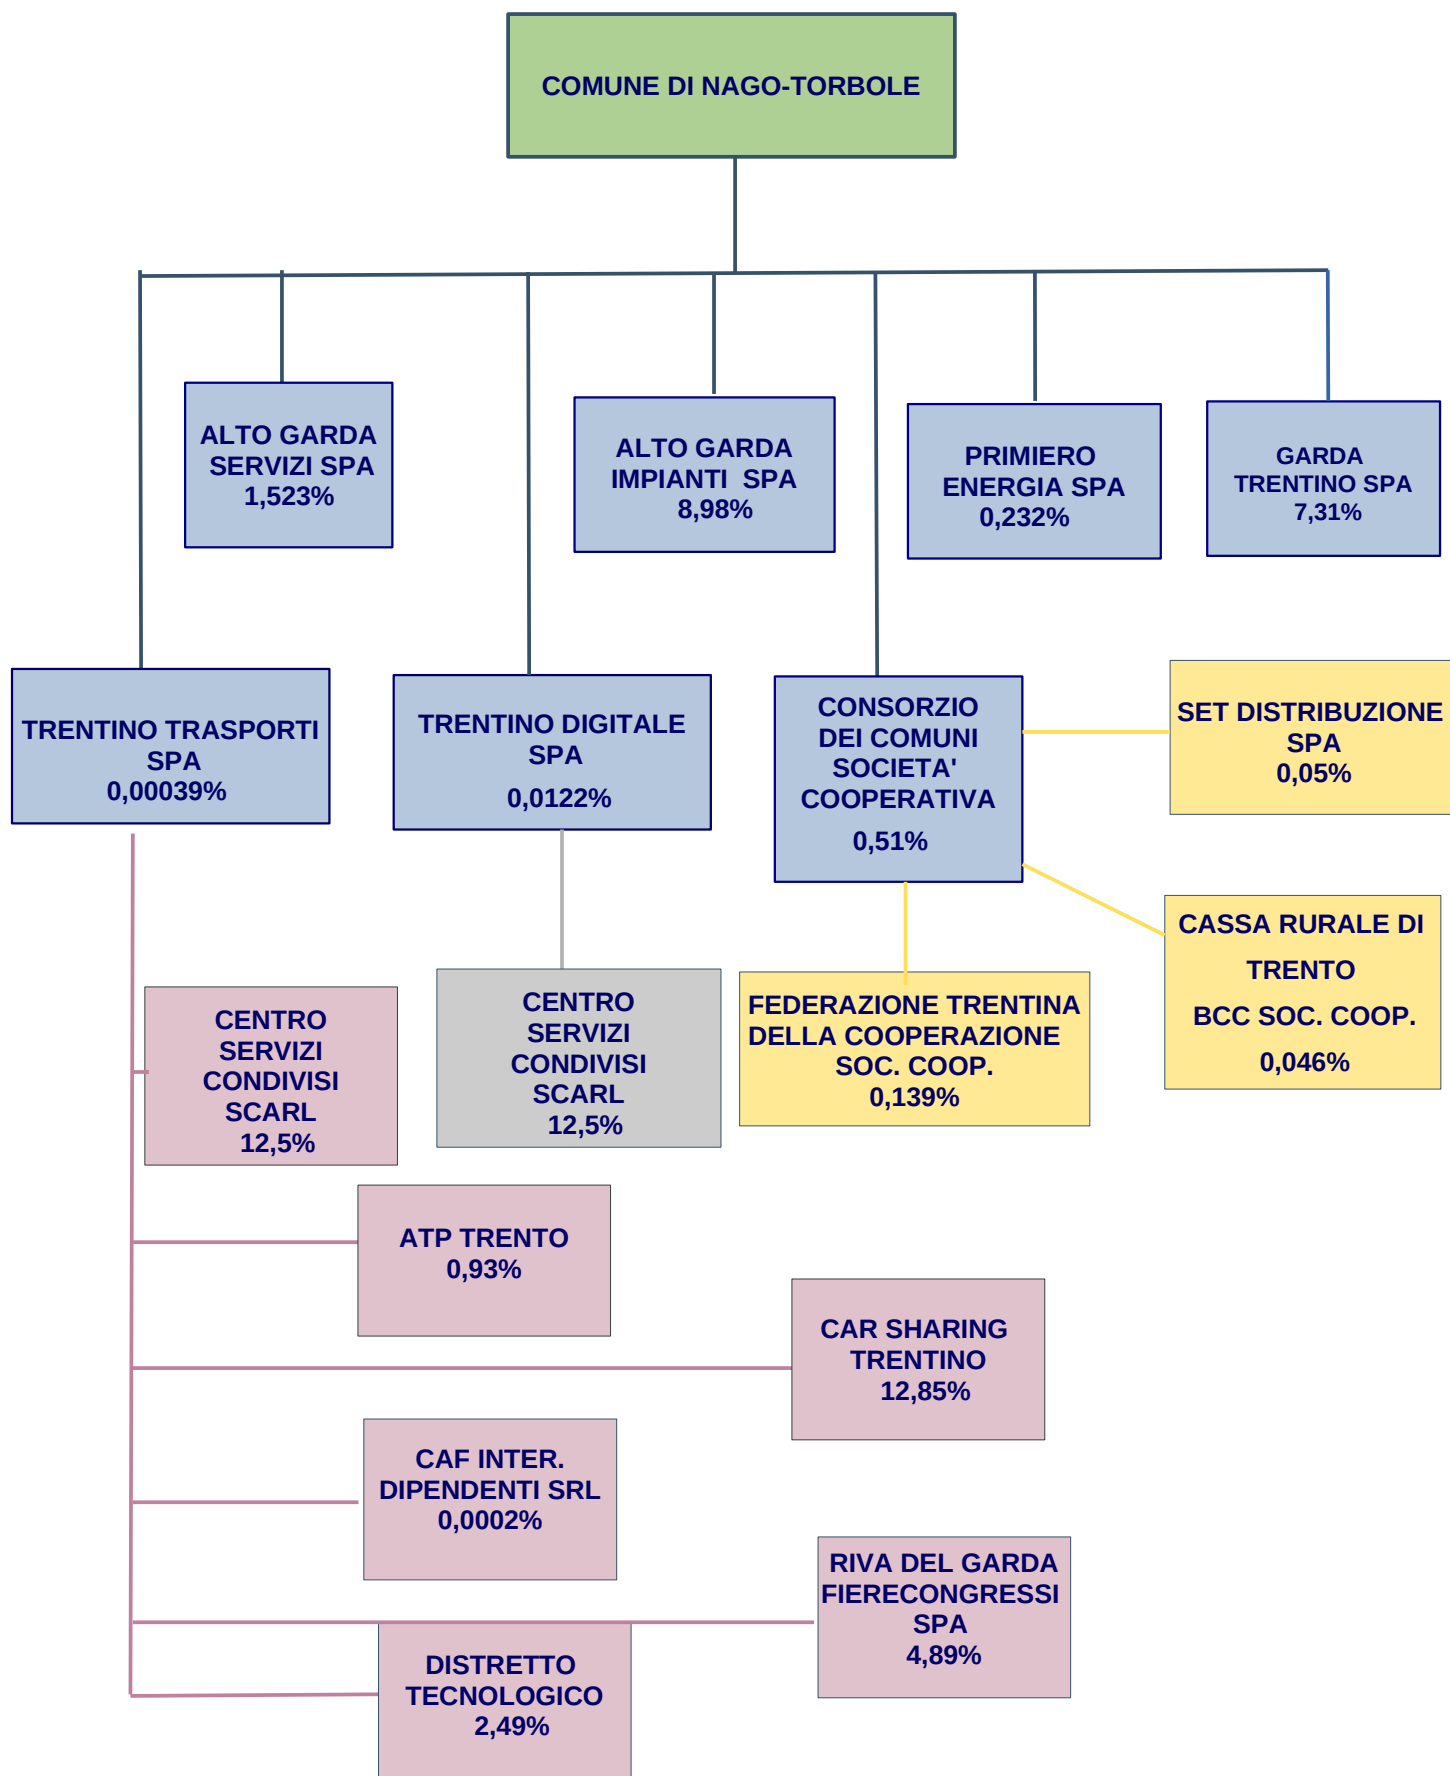 COMUNE DI NAGO-TORBOLE
ALTO GARDA
SERVIZI SPA
1,523%
ALTO GARDA
IMPIANTI SPA
8,98%
PRIMIERO
ENERGIA SPA
0,232%
GARDA
TRENTINO SPA
7,31%
TRENTINO TRASPORTI
SPA
0,00039%
TRENTINO DIGITALE
SPA
0,0122%
CONSORZIO
DEI COMUNI
SOCIETA'
COOPERATIVA
0,51%
SET DISTRIBUZIONE
SPA
0,05%
CASSA RURALE DI
TRENTO
BCC SOC. COOP.
0,046%
CENTRO
SERVIZI
CONDIVISI
SCARL
12,5%
CENTRO
SERVIZI
CONDIVISI
SCARL
12,5%
FEDERAZIONE TRENTINA
DELLA COOPERAZIONE
SOC. COOP.
0,139%
ATP TRENTO
0,93%
CAR SHARING
TRENTINO
12,85%
CAF INTER.
DIPENDENTI SRL
0,0002%
RIVA DEL GARDA
FIERECONGRESSI
SPA
4,89%
DISTRETTO
TECNOLOGICO
2,49%